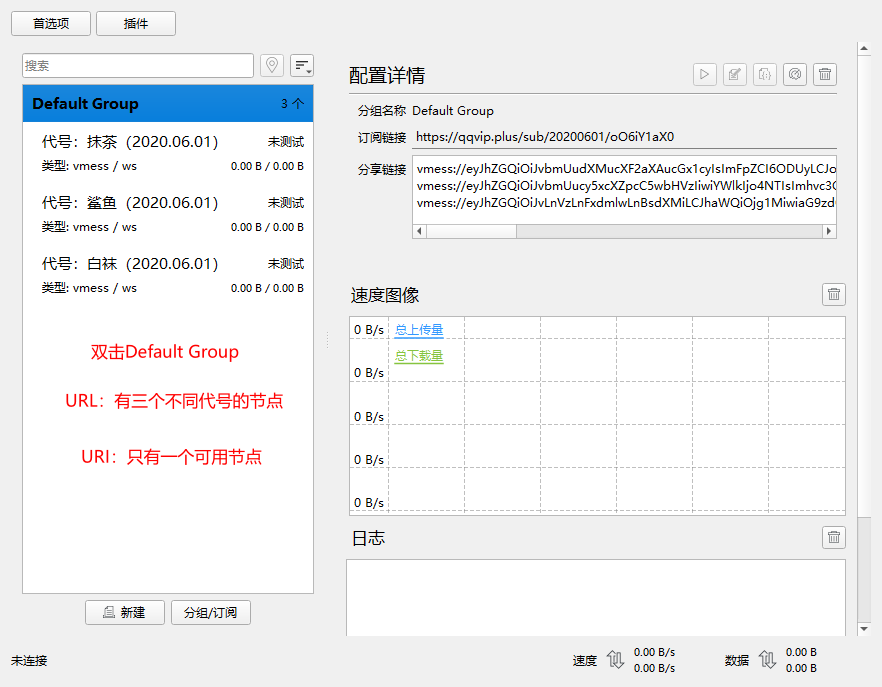 首选项
插件
搜索
Default Group 3 个
代号：抹茶（2020.06.01） 未测试
类型: vmess / ws 0.00 B / 0.00 B
代号：鲨鱼（2020.06.01） 未测试
类型: vmess / ws 0.00 B / 0.00 B
代号：白袜（2020.06.01） 未测试
类型: vmess / ws 0.00 B / 0.00 B
双击Default Group
URL：有三个不同代号的节点
URI：只有一个可用节点
新建
分组/订阅
配置详情
分组名称 Default Group
订阅链接 https://qqvip.plus/sub/20200601/oO6iY1aX0
分享链接 vmess://eyJhZGQiOiJvbmUudXMucXF2aXAucGx1cyIsImFpZCI6ODUyLCJo
vmess://eyJhZGQiOiJvbmUucy5xcXZpcC5wbHVzIiwiYWlkIjo4NTIsImhvc3C
vmess://eyJhZGQiOiJvLnVzLnFxdmlwLnBsdXMiLCJhaWQiOjg1MiwiaG9zd
速度图像
0 B/s 总上传量
总下载量
0 B/s
0 B/s
0 B/s
0 B/s
日志
未连接
速度 0.00 B/s
0.00 B/s
数据 0.00 B
0.00 B